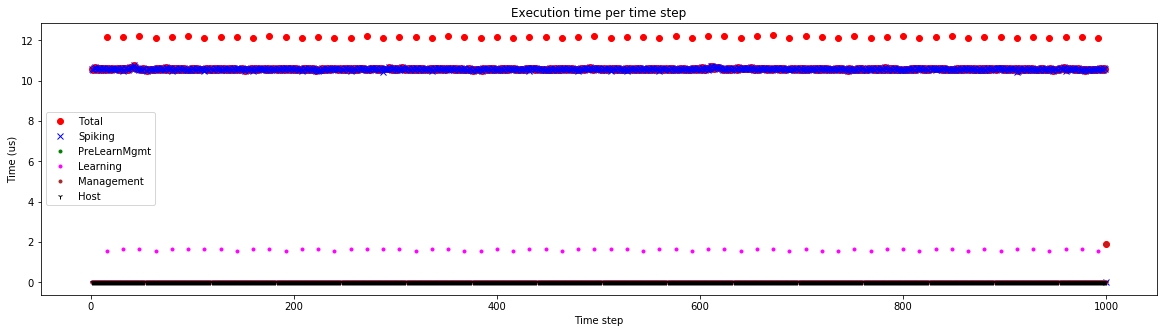 Execution time per time step
12
10
8
6
4
2
0
Time (us)
Total
Spiking
PreLearnMgmt
Learning
Management
Host
0
200
400
600
800
1000
Time step